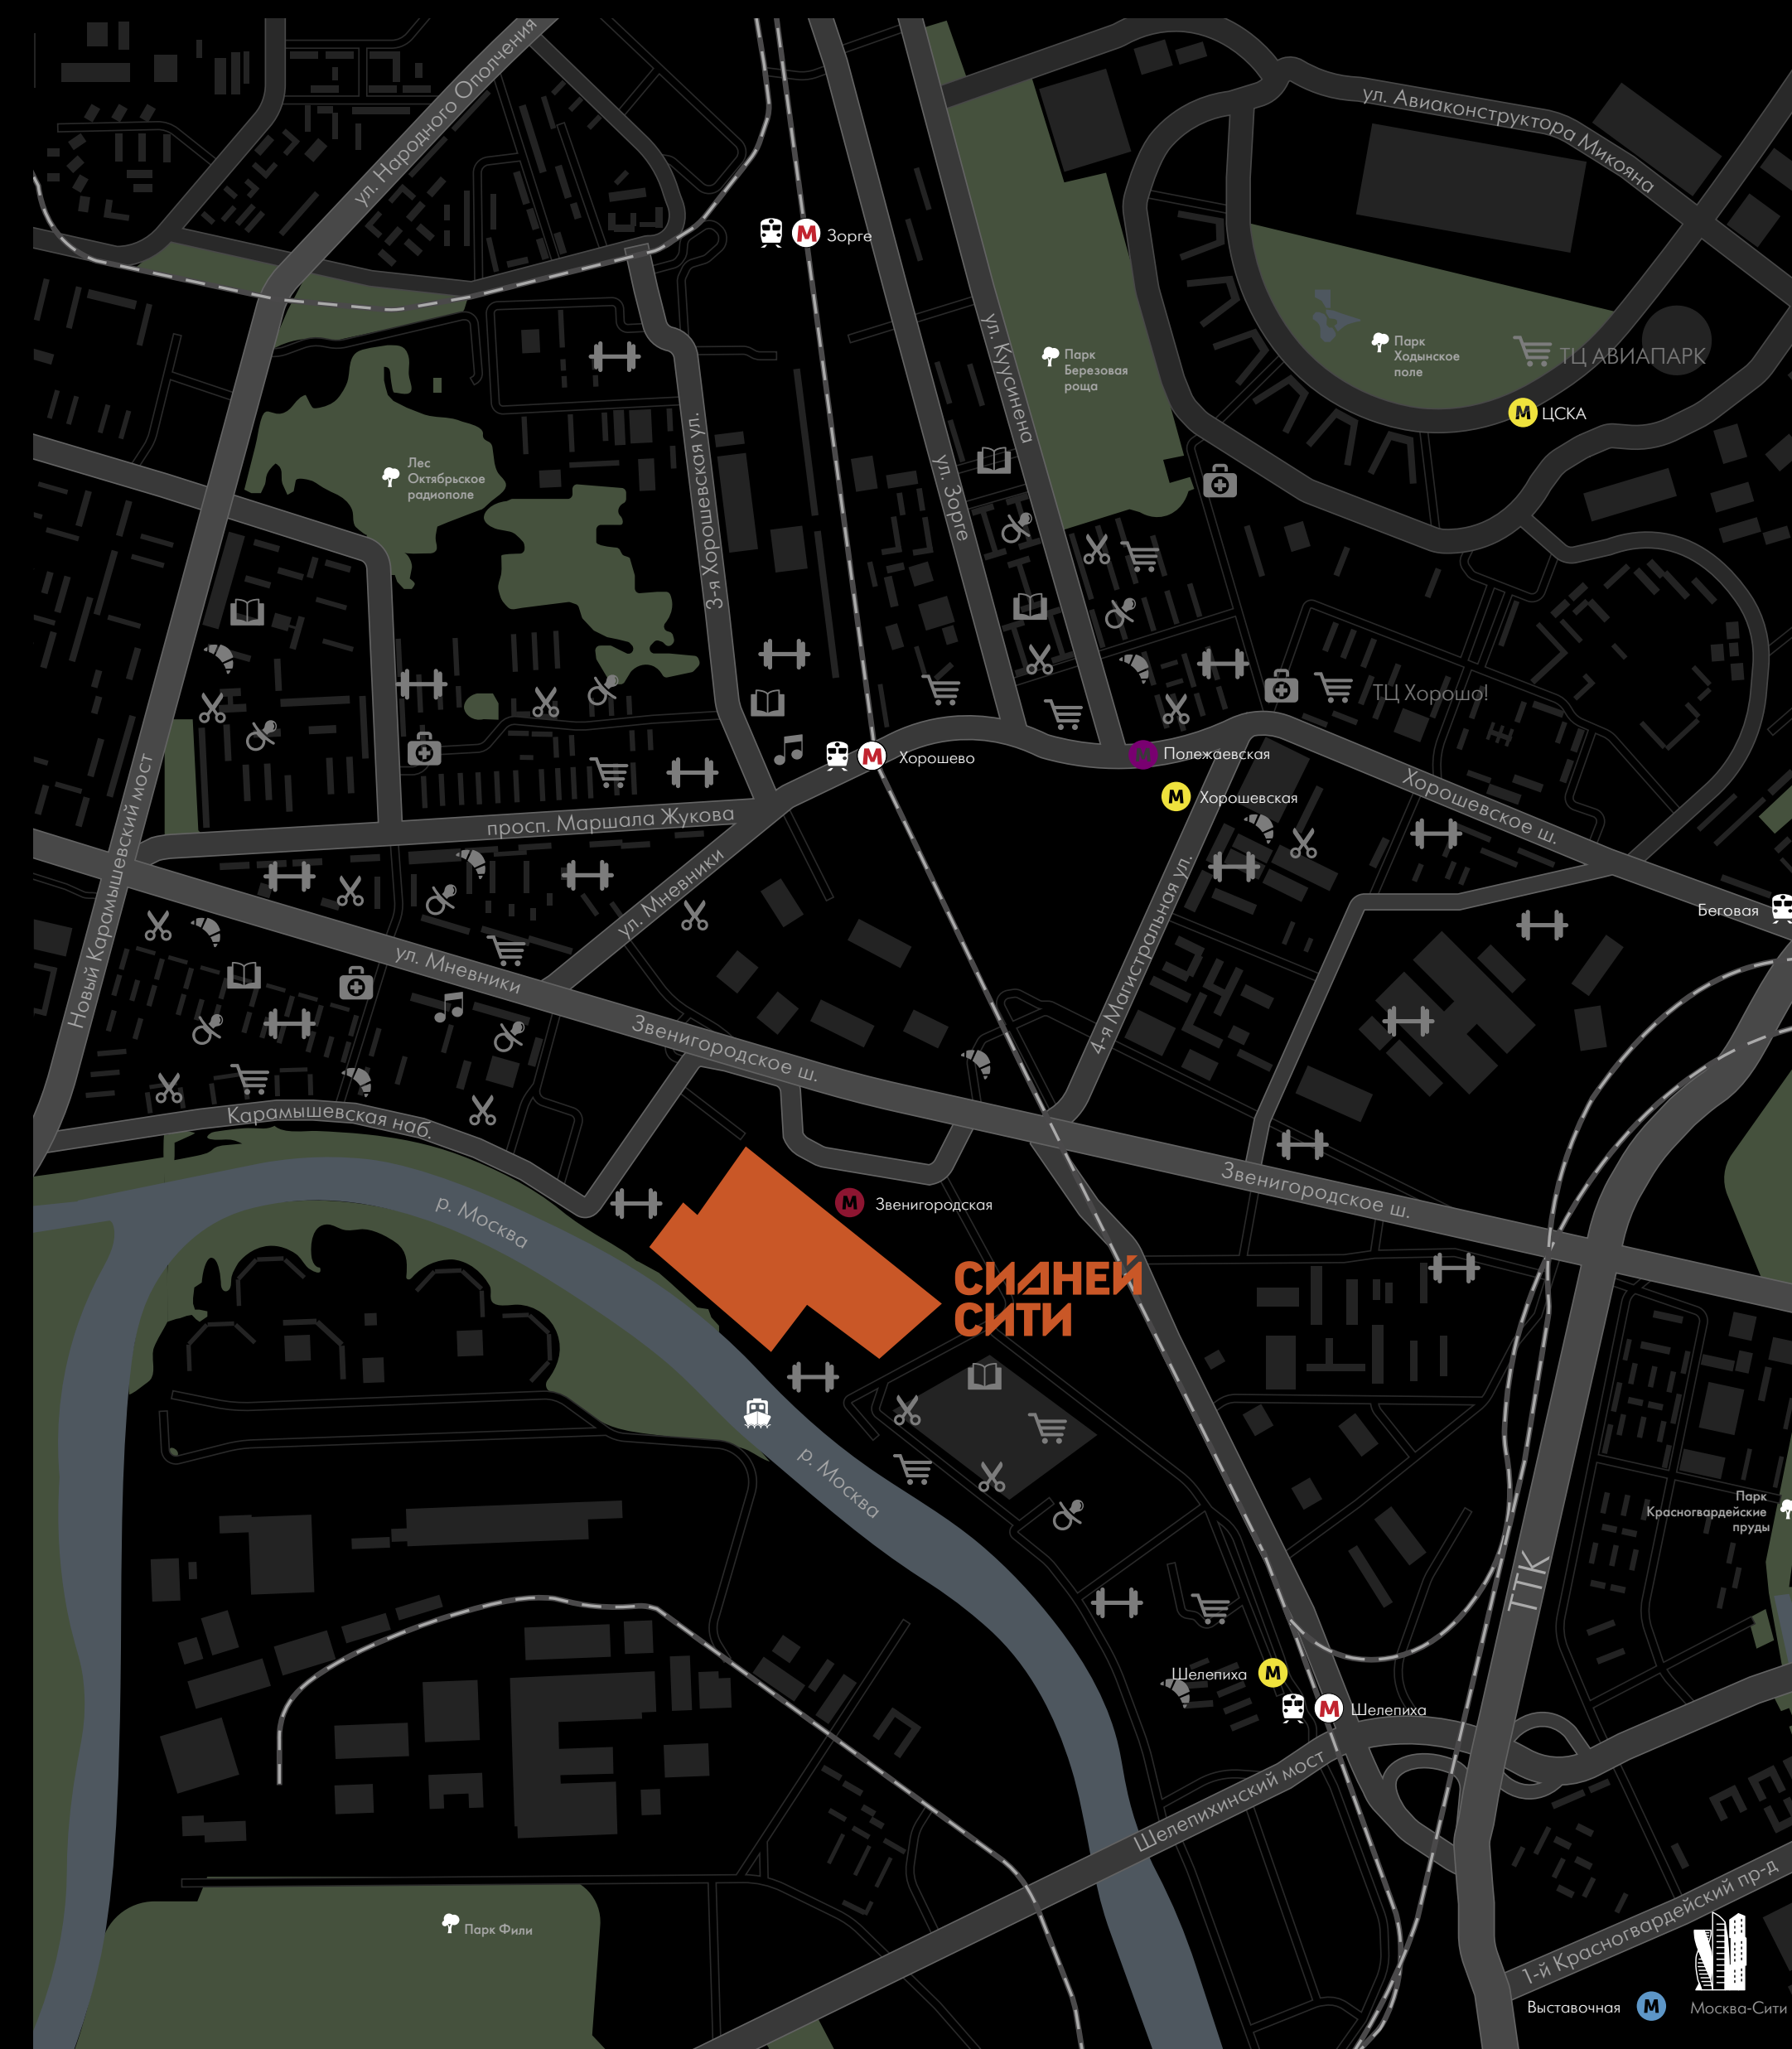 ул. Народного Ополчения
ул. Авиаконструктора Микояна
М Зорге
ул. Куусинена
Парк
Березовая
роща
Парк
Ходынское
поле
ТЦ АВИАПАРК
М ЦСКА
Лес
Октябрьское
радиополе
3-я Хорошевская ул.
ул. Зорге
ТЦ Хорошо!
М Хорошево
М Полежаевская
М Хорошевская
Хорошевское ш.
Новый Карамышевский мост
просп. Маршала Жукова
ул. Мневники
4-я Магистральная ул.
Беговая
ул. Мневники
Звенигородское ш.
Карамышевская наб.
Звенигородское ш.
р. Москва
М Звенигородская
СИДНЕЙ
СИТИ
р. Москва
Парк
Красногвардейские
пруды
ТТК
Шелепиха М
М Шелепиха
Шелепихинский мост
1-й Красногвардейский пр-д
Парк Фили
Выставочная М
Москва-Сити